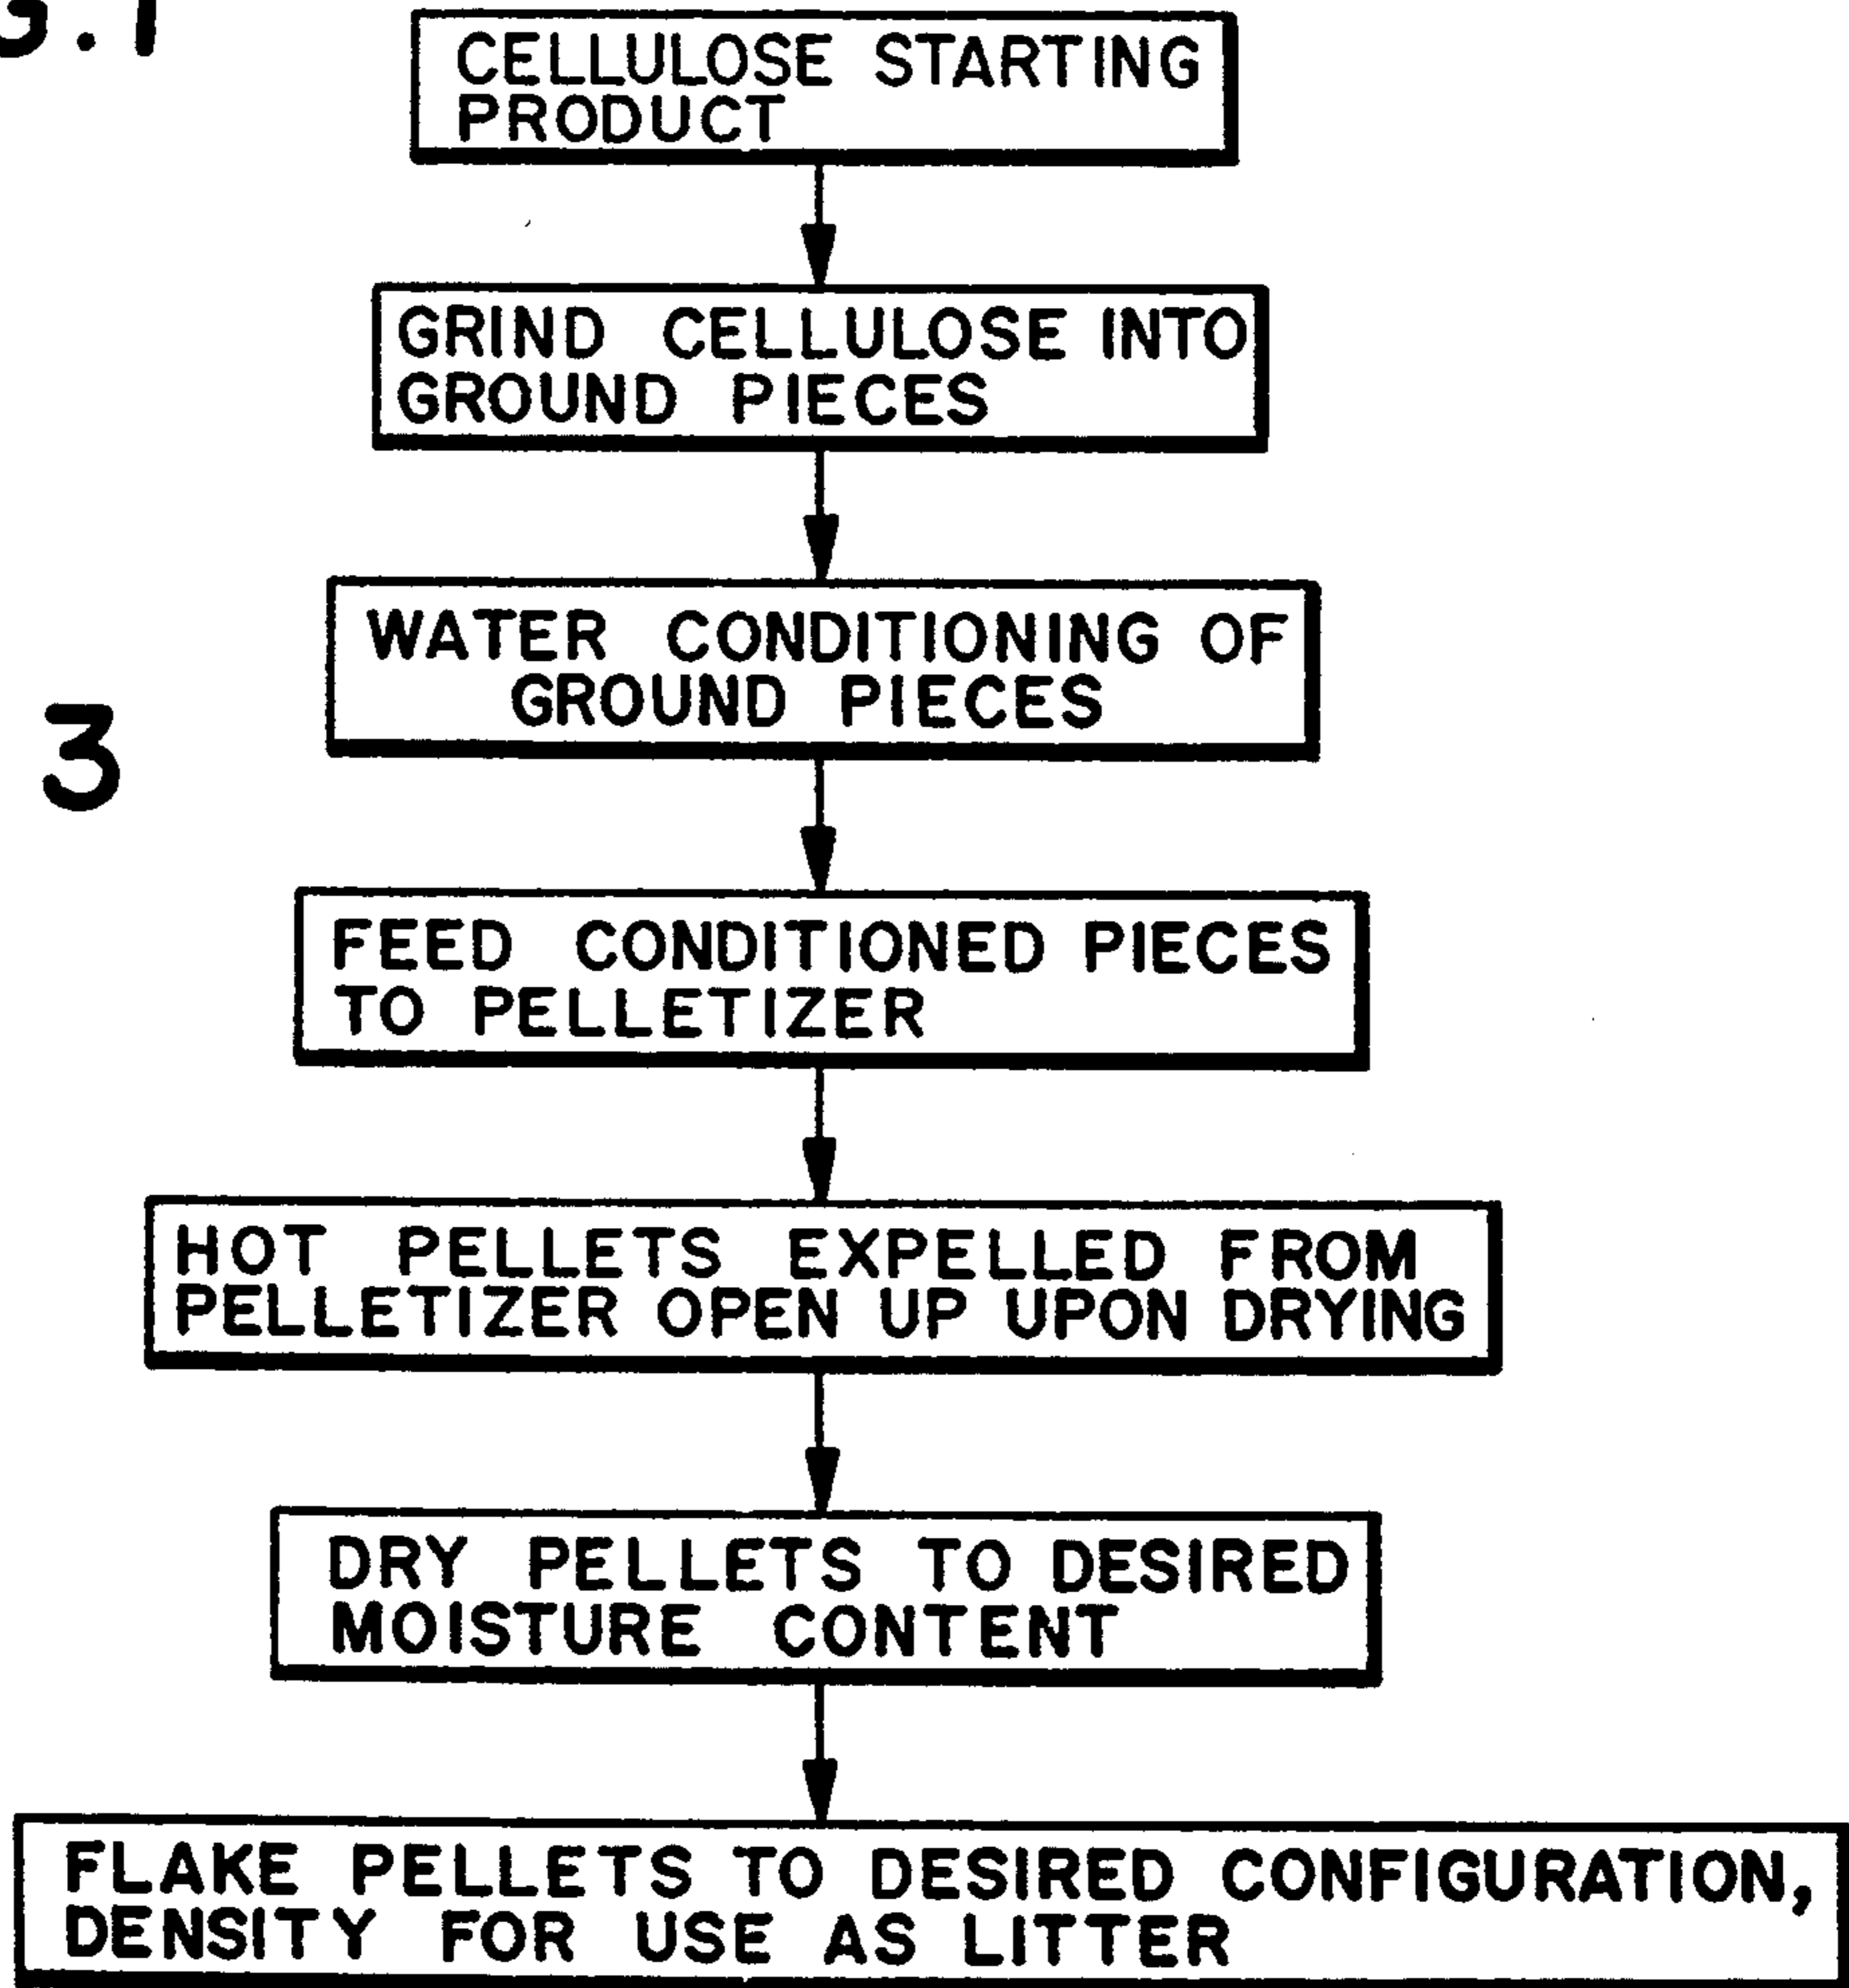 CELLULOSE STARTING
PRODUCT
GRIND CELLULOSE INTO
GROUND PIECES
WATER CONDITIONING OF
GROUND PIECES
3
FEED CONDITIONED PIECES
TO PELLETIZER
HOT PELLETS EXPELLED FROM
PELLETIZER OPEN UP UPON DRYING
DRY PELLETS TO DESIRED
MOISTURE CONTENT
FLAKE PELLETS TO DESIRED CONFIGURATION,
DENSITY FOR USE AS LITTER